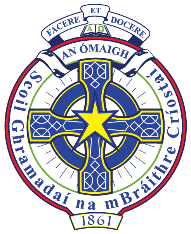 FACERE ET DOCERE
AN ÓMAIGH
Scoil Ghramadaí na mBráithre Críostaí
1861